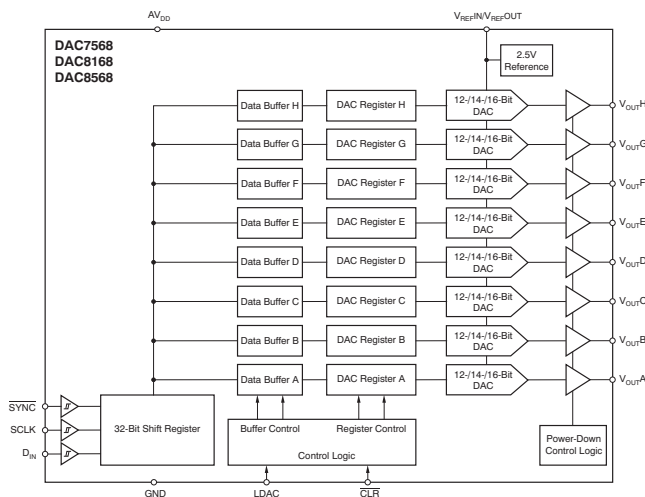 AVDD
VREFIN/VREFOUT
DAC7568
DAC8168
DAC8568
2.5V
Reference
Data Buffer H
DAC Register H
12-/14-/16-Bit
DAC
VOUTH
Data Buffer G
DAC Register G
12-/14-/16-Bit
DAC
VOUTG
Data Buffer F
DAC Register F
12-/14-/16-Bit
DAC
VOUTF
Data Buffer E
DAC Register E
12-/14-/16-Bit
DAC
VOUTE
Data Buffer D
DAC Register D
12-/14-/16-Bit
DAC
VOUTD
Data Buffer C
DAC Register C
12-/14-/16-Bit
DAC
VOUTC
Data Buffer B
DAC Register B
12-/14-/16-Bit
DAC
VOUTB
Data Buffer A
DAC Register A
12-/14-/16-Bit
DAC
VOUTA
SYNC
SCLK
DIN
32-Bit Shift Register
Buffer Control
Register Control
Control Logic
Power-Down
Control Logic
GND
LDAC
CLR